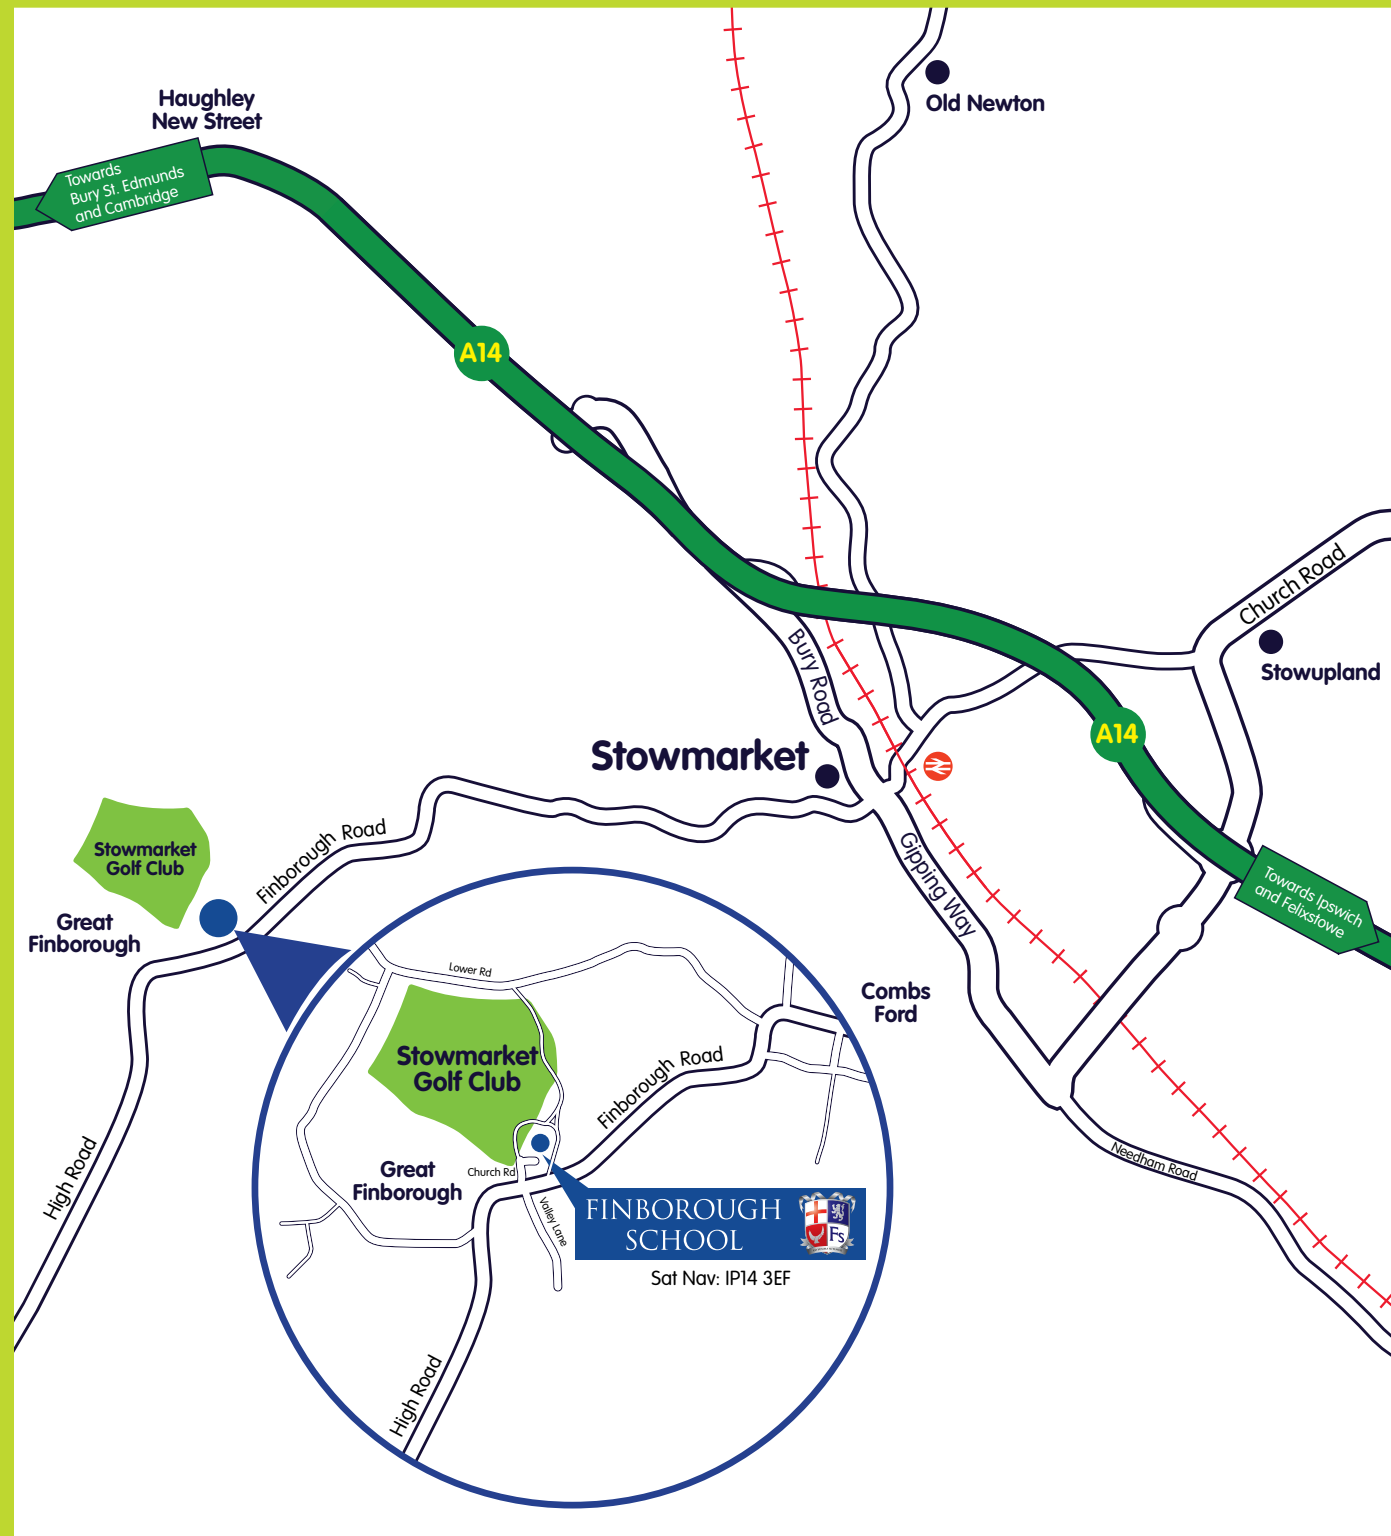 Old Newton
Haughley
New Street
Towards
Bury St. Edmunds
and Cambridge
A14
Church Road
Stowupland
Bury Road
A14
Stowmarket
Stowmarket
Golf Club
Finborough Road
Great
Finborough
Gipping Way
Towards Ipswich
and Felixstowe
Combs
Ford
Lower Rd
Stowmarket
Golf Club
Finborough Road
High Road
Great
Finborough
Church Rd
Valley Lane
FINBOROUGH
SCHOOL
FS
Sat Nav: IP14 3EF
Needham Road
High Road